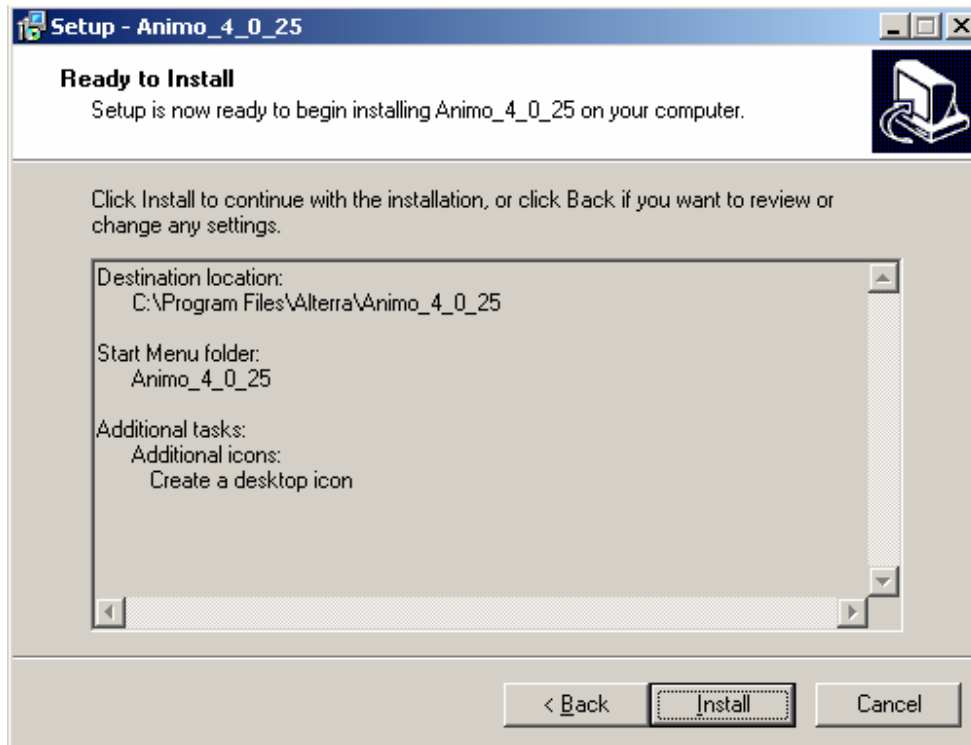 Setup - Animo_4_0_25
Ready to Install
Setup is now ready to begin installing Animo_4_0_25 on your computer.
Click Install to continue with the installation, or click Back if you want to review or
change any settings.
Destination location:
C:\Program Files\Alterra\Animo_4_0_25
Start Menu folder:
Animo_4_0_25
Additional tasks:
Additional icons:
Create a desktop icon
< Back
Install
Cancel